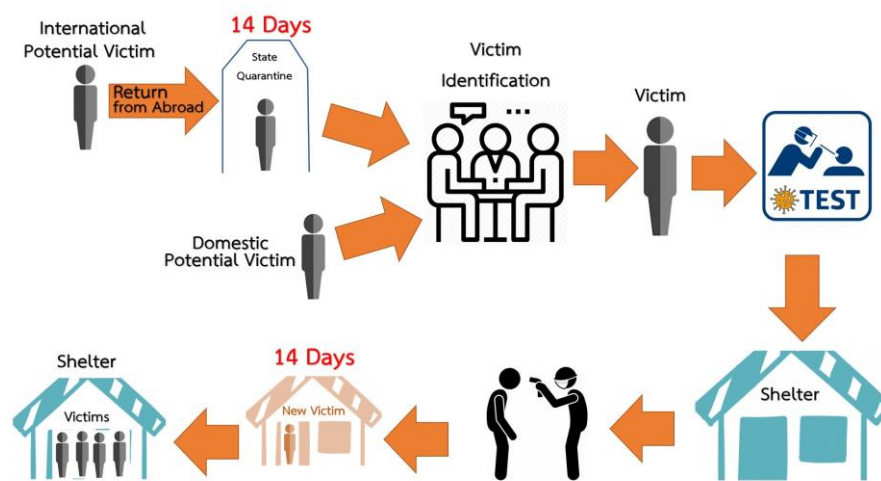 International
Potential Victim
Return
from Abroad
14 Days
State
Quarantine
Domestic
Potential Victim
Victim
Identification
...
Victim
TEST
Shelter
14 Days
New Victim
Shelter
Victims